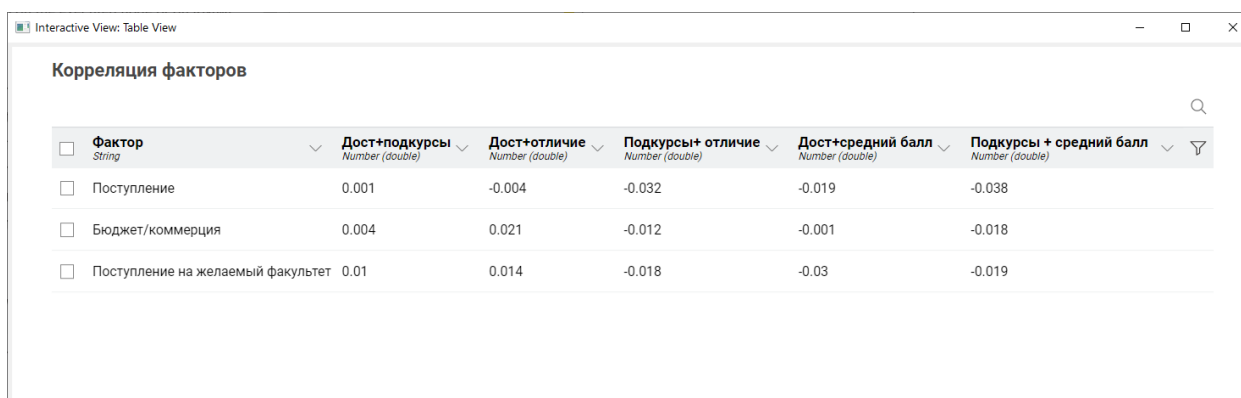 Interactive View: Table View
Корреляция факторов
Фактор Дост+подкурсы Дост+отличие Подкурсы+ отличие Дост+средний балл Подкурсы + средний балл
String Number (double) Number (double) Number (double) Number (double) Number (double)
Поступление 0.001 -0.004 -0.032 -0.019 -0.038
Бюджет/коммерция 0.004 0.021 -0.012 -0.001 -0.018
Поступление на желаемый факультет 0.01 0.014 -0.018 -0.03 -0.019